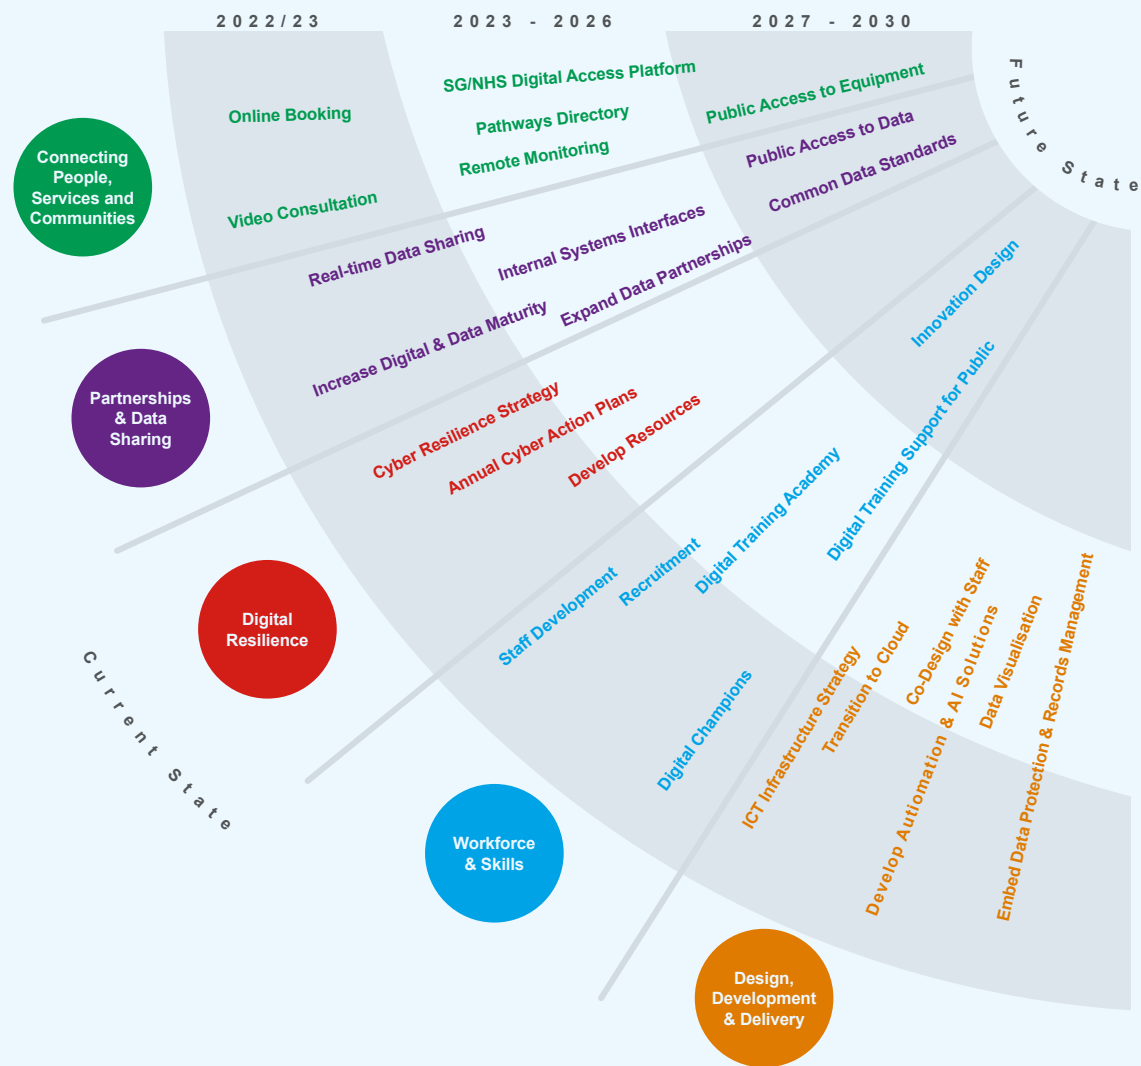 2022/23
2023 - 2026
2027 - 2030
Future State
Connecting
People,
Services and
Communities
Online Booking
Video Consultation
SG/NHS Digital Access Platform
Pathways Directory
Remote Monitoring
Public Access to Equipment
Partnerships
& Data
Sharing
Real-time Data Sharing
Increase Digital & Data Maturity
Internal Systems Interfaces
Expand Data Partnerships
Public Access to Data
Common Data Standards
Digital
Resilience
Cyber Resilience Strategy
Annual Cyber Action Plans
Develop Resources
Current State
Workforce
& Skills
Staff Development
Recruitment
Digital Champions
Digital Training Academy
Digital Training Support for Public
Innovation Design
Design,
Development
& Delivery
ICT Infrastructure Strategy
Transition to Cloud
Co-Design with Staff
Develop Autiomation & AI Solutions
Data Visualisation
Embed Data Protection & Records Management